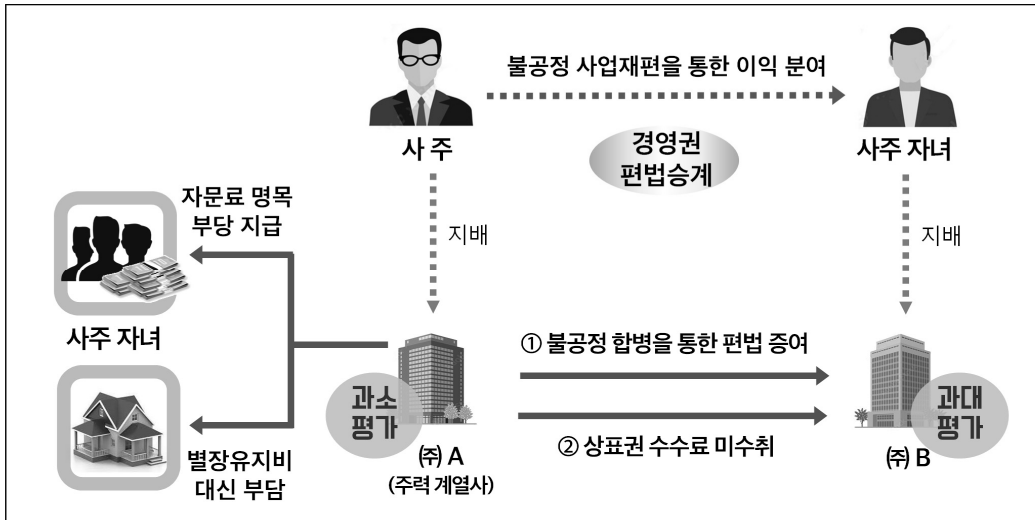 불공정 사업재편을 통한 이익 분여
사 주
경영권
편법승계
사주 자녀
자문료 명목
부당 지급
지배
지배
사주 자녀
① 불공정 합병을 통한 편법 증여
과소
평가
과대
평가
② 상표권 수수료 미수취
별장유지비
대신 부담
㈜ A
(주력 계열사)
㈜ B